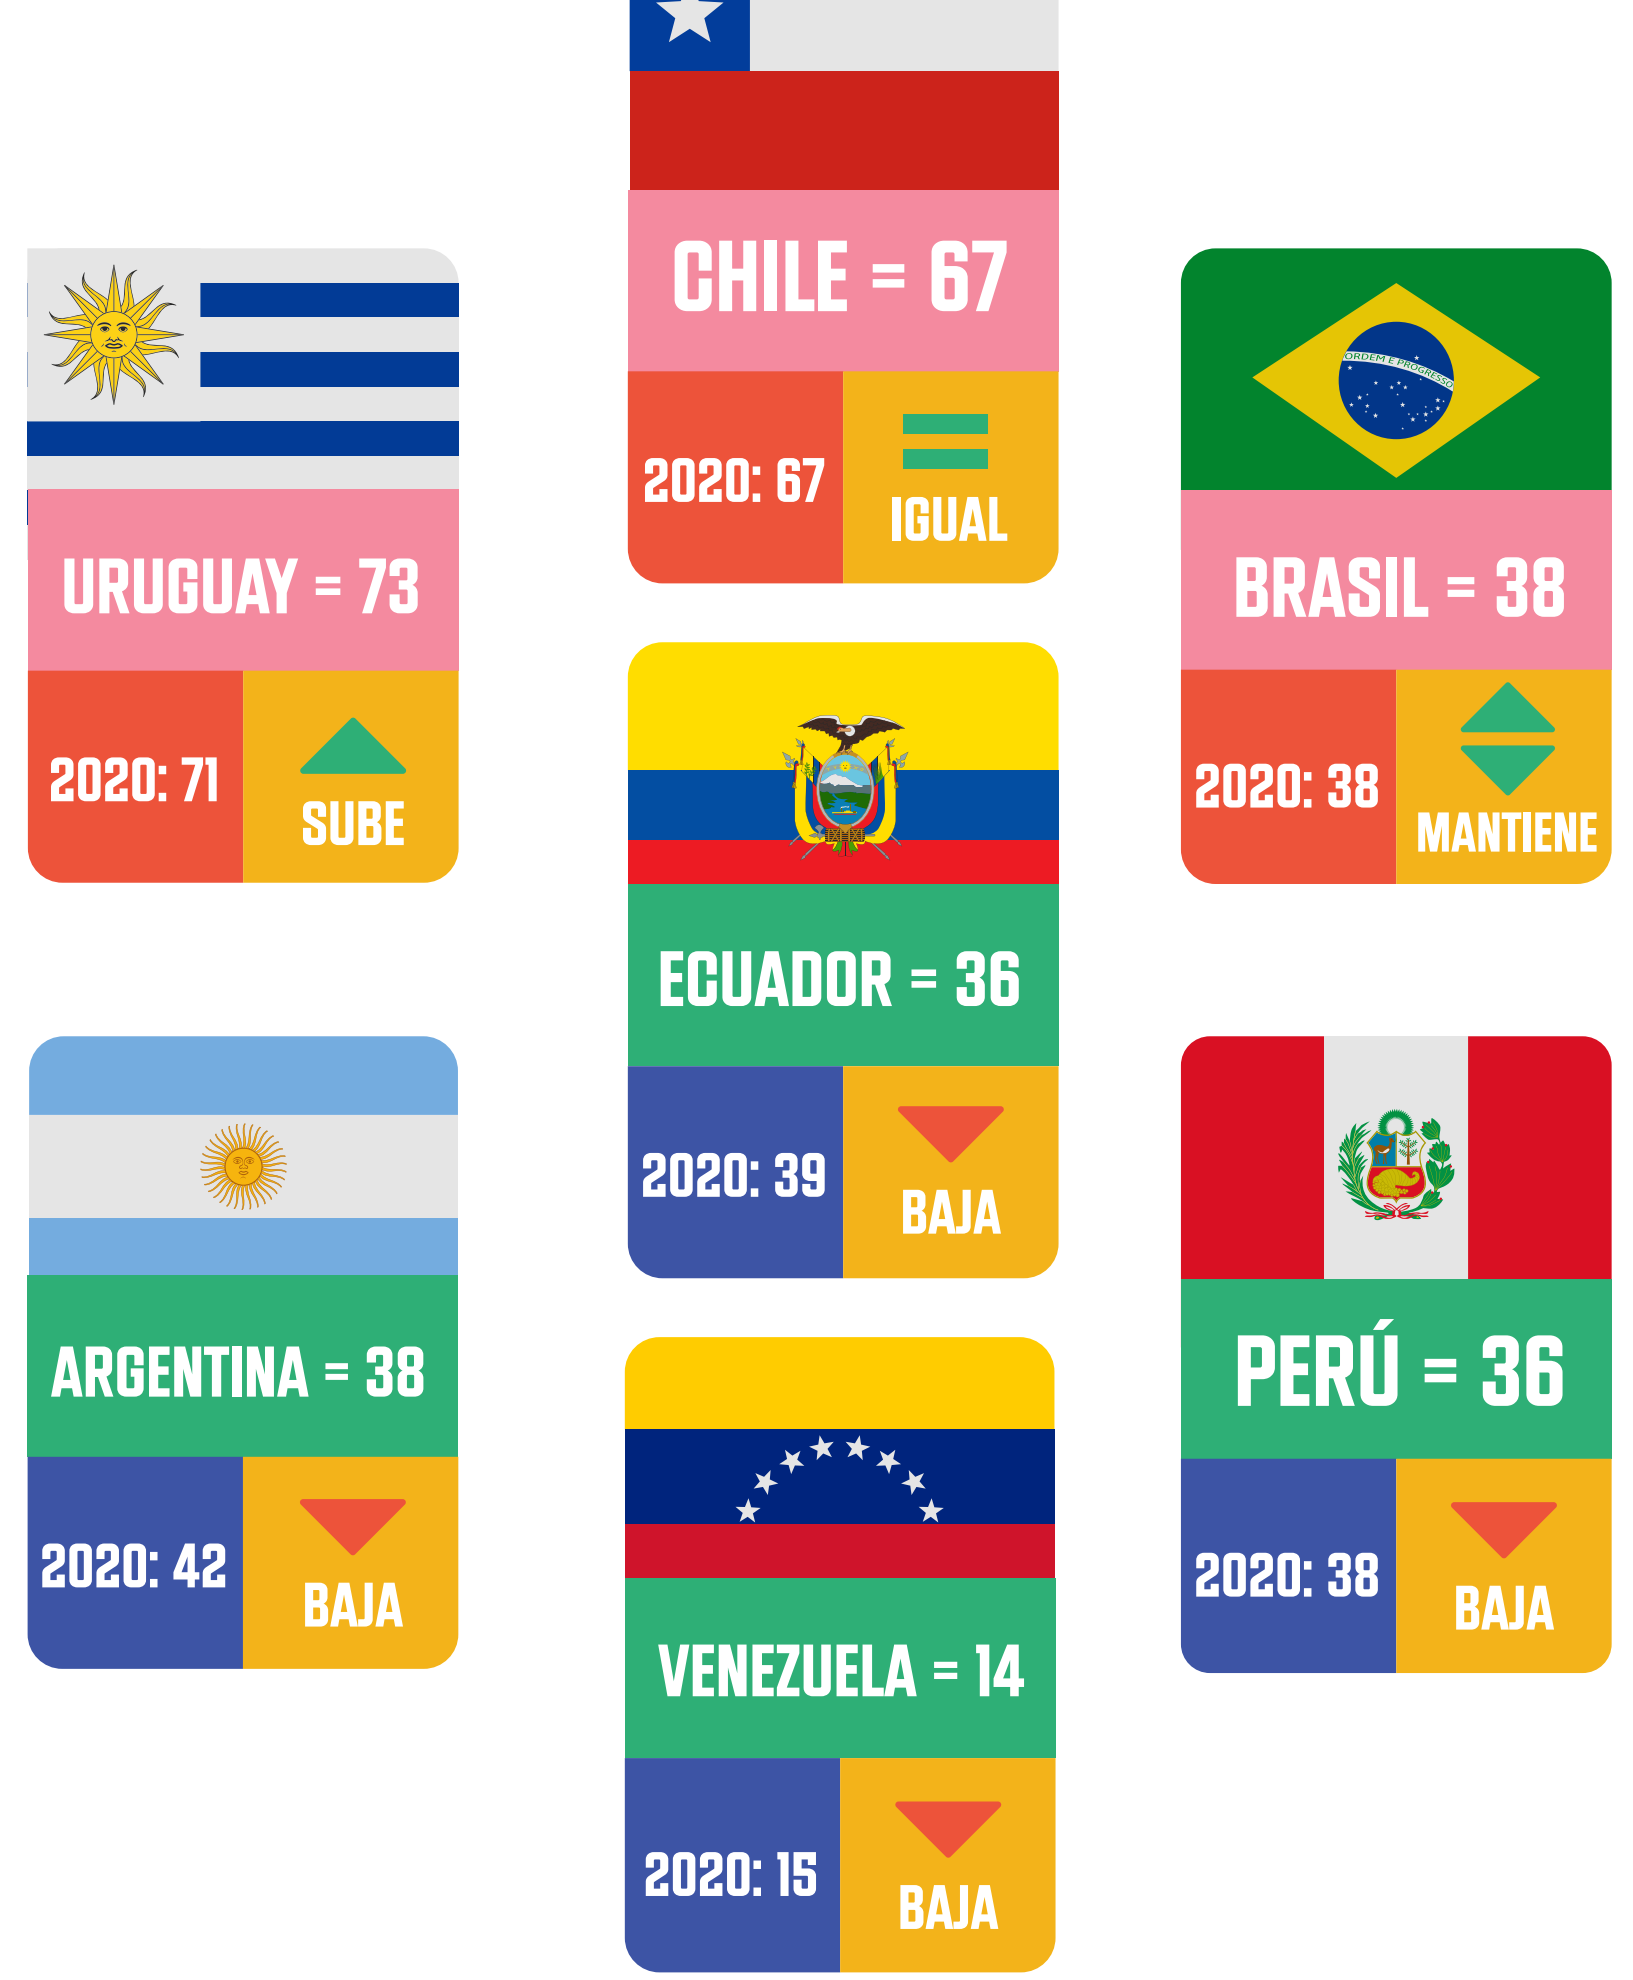 CHILE = 67
2020: 67
IGUAL
URUGUAY = 73
2020: 71
SUBE
ORDEM E PROGRESSO
BRASIL = 38
2020: 38
MANTIENE
ECUADOR = 36
2020: 39
BAJA
ARGENTINA = 38
2020: 42
BAJA
PERÚ = 36
2020: 38
BAJA
VENEZUELA = 14
2020: 15
BAJA